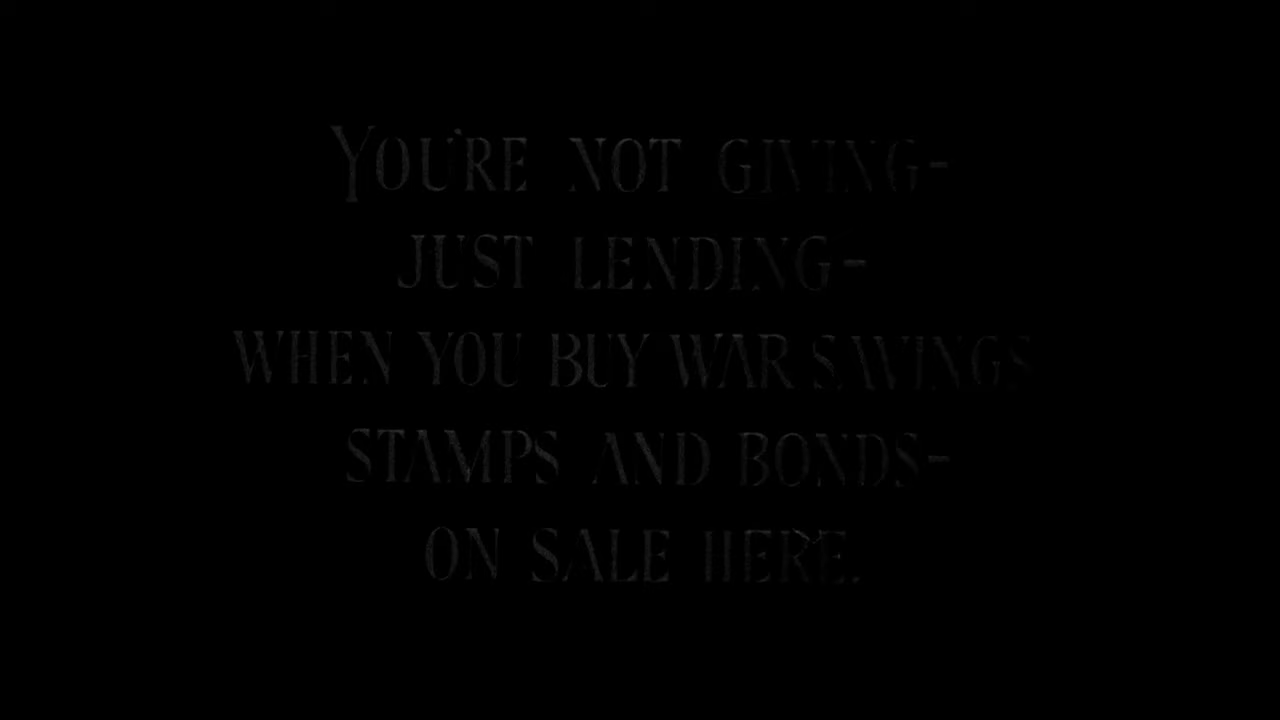 YOU'RE NOT GIVING-
JUST LENDING-
WHEN YOU BUY WAR SAVINGS
STAMPS AND BONDS-
ON SALE HERE.